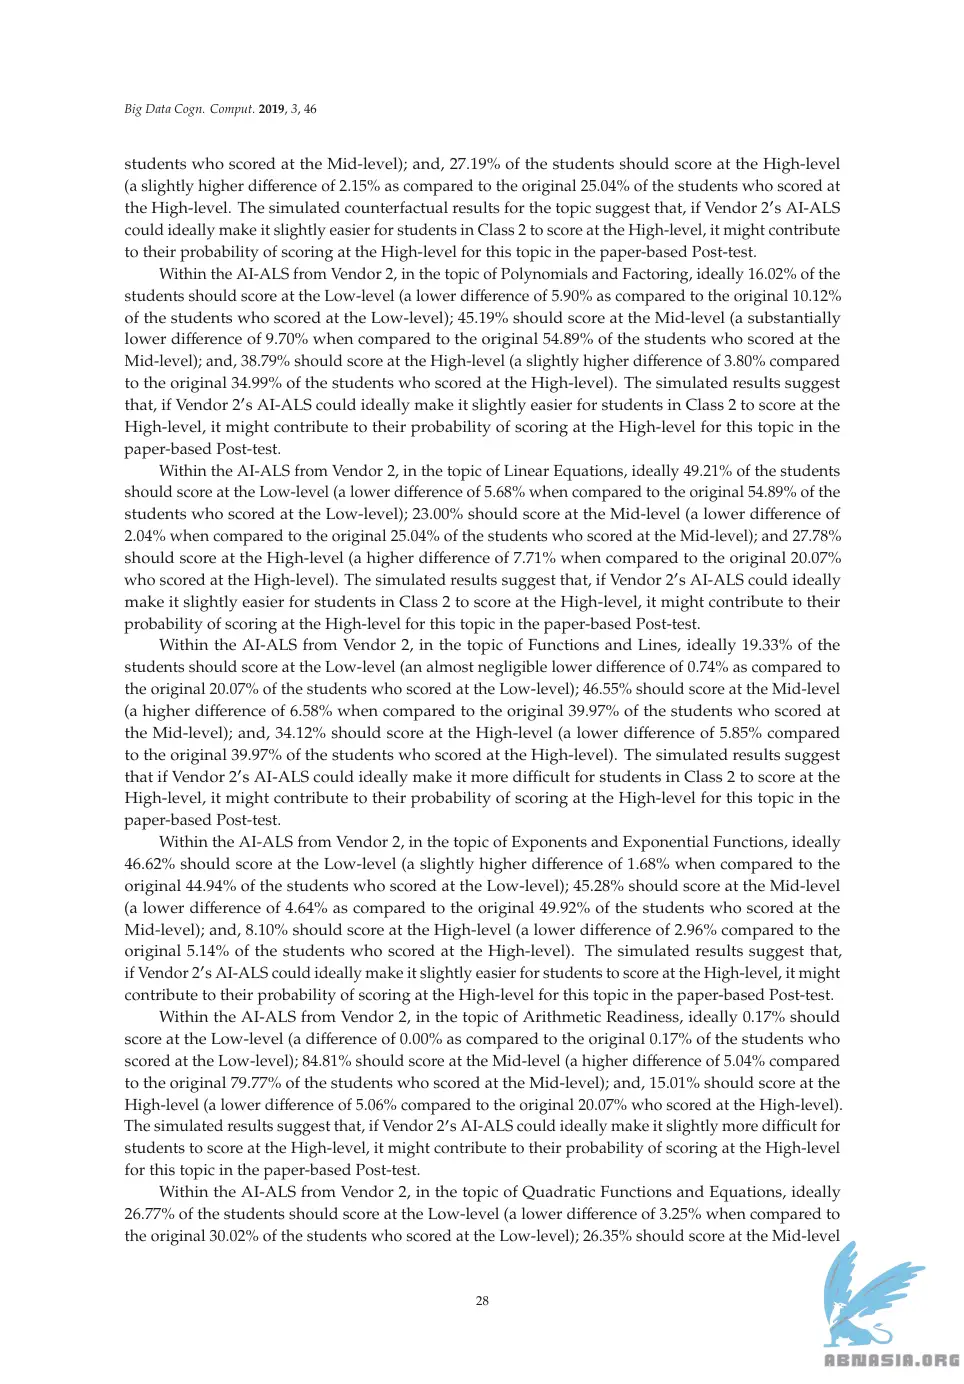 Big Data Cogn. Comput. 2019, 3, 46
students who scored at the Mid-level); and, 27.19% of the students should score at the High-level
(a slightly higher difference of 2.15% as compared to the original 25.04% of the students who scored at
the High-level. The simulated counterfactual results for the topic suggest that, if Vendor 2′s AI-ALS
could ideally make it slightly easier for students in Class 2 to score at the High-level, it might contribute
to their probability of scoring at the High-level for this topic in the paper-based Post-test.
Within the AI-ALS from Vendor 2, in the topic of Polynomials and Factoring, ideally 16.02% of the
students should score at the Low-level (a lower difference of 5.90% as compared to the original 10.12%
of the students who scored at the Low-level); 45.19% should score at the Mid-level (a substantially
lower difference of 9.70% when compared to the original 54.89% of the students who scored at the
Mid-level); and, 38.79% should score at the High-level (a slightly higher difference of 3.80% compared
to the original 34.99% of the students who scored at the High-level). The simulated results suggest
that, if Vendor 2′s AI-ALS could ideally make it slightly easier for students in Class 2 to score at the
High-level, it might contribute to their probability of scoring at the High-level for this topic in the
paper-based Post-test.
Within the AI-ALS from Vendor 2, in the topic of Linear Equations, ideally 49.21% of the students
should score at the Low-level (a lower difference of 5.68% when compared to the original 54.89% of the
students who scored at the Low-level); 23.00% should score at the Mid-level (a lower difference of
2.04% when compared to the original 25.04% of the students who scored at the Mid-level); and 27.78%
should score at the High-level (a higher difference of 7.71% when compared to the original 20.07%
who scored at the High-level). The simulated results suggest that, if Vendor 2′s AI-ALS could ideally
make it slightly easier for students in Class 2 to score at the High-level, it might contribute to their
probability of scoring at the High-level for this topic in the paper-based Post-test.
Within the AI-ALS from Vendor 2, in the topic of Functions and Lines, ideally 19.33% of the
students should score at the Low-level (an almost negligible lower difference of 0.74% as compared to
the original 20.07% of the students who scored at the Low-level); 46.55% should score at the Mid-level
(a higher difference of 6.58% when compared to the original 39.97% of the students who scored at
the Mid-level); and, 34.12% should score at the High-level (a lower difference of 5.85% compared
to the original 39.97% of the students who scored at the High-level). The simulated results suggest
that if Vendor 2′s AI-ALS could ideally make it more difficult for students in Class 2 to score at the
High-level, it might contribute to their probability of scoring at the High-level for this topic in the
paper-based Post-test.
Within the AI-ALS from Vendor 2, in the topic of Exponents and Exponential Functions, ideally
46.62% should score at the Low-level (a slightly higher difference of 1.68% when compared to the
original 44.94% of the students who scored at the Low-level); 45.28% should score at the Mid-level
(a lower difference of 4.64% as compared to the original 49.92% of the students who scored at the
Mid-level); and, 8.10% should score at the High-level (a lower difference of 2.96% compared to the
original 5.14% of the students who scored at the High-level). The simulated results suggest that,
if Vendor 2′s AI-ALS could ideally make it slightly easier for students to score at the High-level, it might
contribute to their probability of scoring at the High-level for this topic in the paper-based Post-test.
Within the AI-ALS from Vendor 2, in the topic of Arithmetic Readiness, ideally 0.17% should
score at the Low-level (a difference of 0.00% as compared to the original 0.17% of the students who
scored at the Low-level); 84.81% should score at the Mid-level (a higher difference of 5.04% compared
to the original 79.77% of the students who scored at the Mid-level); and, 15.01% should score at the
High-level (a lower difference of 5.06% compared to the original 20.07% who scored at the High-level).
The simulated results suggest that, if Vendor 2′s AI-ALS could ideally make it slightly more difficult for
students to score at the High-level, it might contribute to their probability of scoring at the High-level
for this topic in the paper-based Post-test.
Within the AI-ALS from Vendor 2, in the topic of Quadratic Functions and Equations, ideally
26.77% of the students should score at the Low-level (a lower difference of 3.25% when compared to
the original 30.02% of the students who scored at the Low-level); 26.35% should score at the Mid-level
28
ABNASIA.ORG